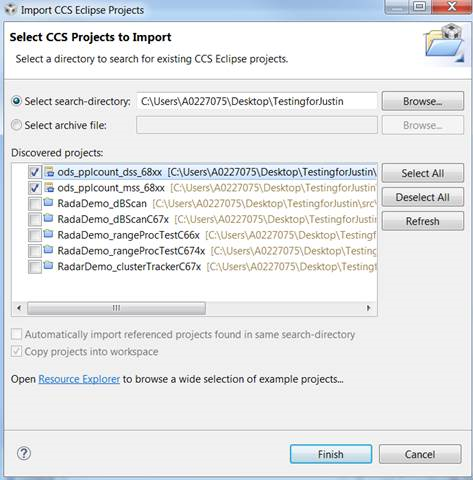 Import CCS Eclipse Projects
Select CCS Projects to Import
Select a directory to search for existing CCS Eclipse projects.
Select search-directory: C:\Users\A0227075\Desktop\TestingforJustin Browse...
Select archive file: Browse...
Discovered projects:
ods_pplcount_dss_68xx [C:\Users\A0227075\Desktop\TestingforJustin\ Select All
ods_pplcount_mss_68xx [C:\Users\A0227075\Desktop\TestingforJustin Deselect All
RadaDemo_dBScan [C:\Users\A0227075\Desktop\TestingforJustin\src\
RadaDemo_dBScanC67x [C:\Users\A0227075\Desktop\Testingfor Refresh
RadaDemo_rangeProcTestC66x [C:\Users\A0227075\Desktop\Te
RadaDemo_rangeProcTestC674x [C:\Users\A0227075\Desktop\T
RadarDemo_clusterTrackerC67x [C:\Users\A0227075\Desktop\T
Automatically import referenced projects found in same search-directory
Copy projects into workspace
Open Resource Explorer to browse a wide selection of example projects...
Finish Cancel